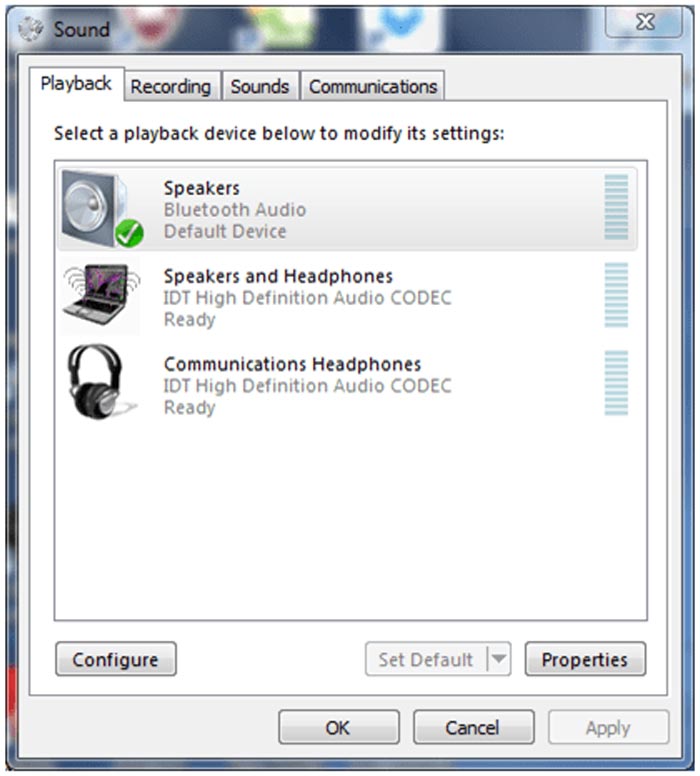 Sound
Playback
Recording
Sounds
Communications
Select a playback device below to modify its settings:
Speakers
Bluetooth Audio
Default Device
Speakers and Headphones
IDT High Definition Audio CODEC
Ready
Communications Headphones
IDT High Definition Audio CODEC
Ready
Configure
Set Default
Properties
OK
Cancel
Apply